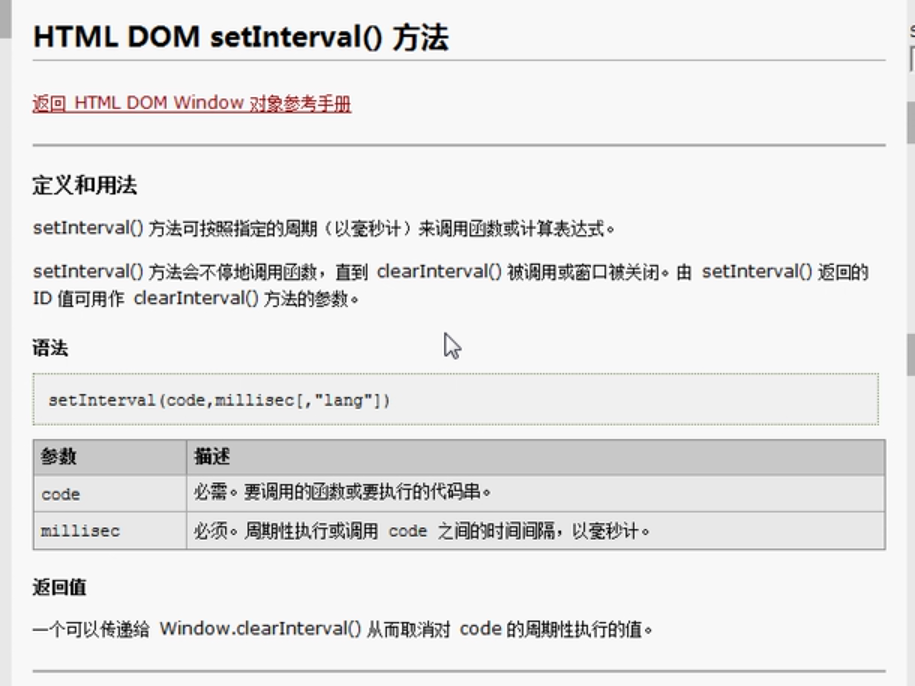 HTML DOM setInterval() 方法
返回 HTML DOM Window 对象参考手册
定义和用法
setInterval() 方法可按照指定的周期（以毫秒计）来调用函数或计算表达式。
setInterval() 方法会不停地调用函数，直到 clearInterval() 被调用或窗口被关闭。由 setInterval() 返回的
ID 值可用作 clearInterval() 方法的参数。
语法
setInterval(code,millisec[,"lang"])
参数 描述
code 必需。要调用的函数或要执行的代码串。
millisec 必须。周期性执行或调用 code 之间的时间间隔，以毫秒计。
返回值
一个可以传递给 Window.clearInterval() 从而取消对 code 的周期性执行的值。